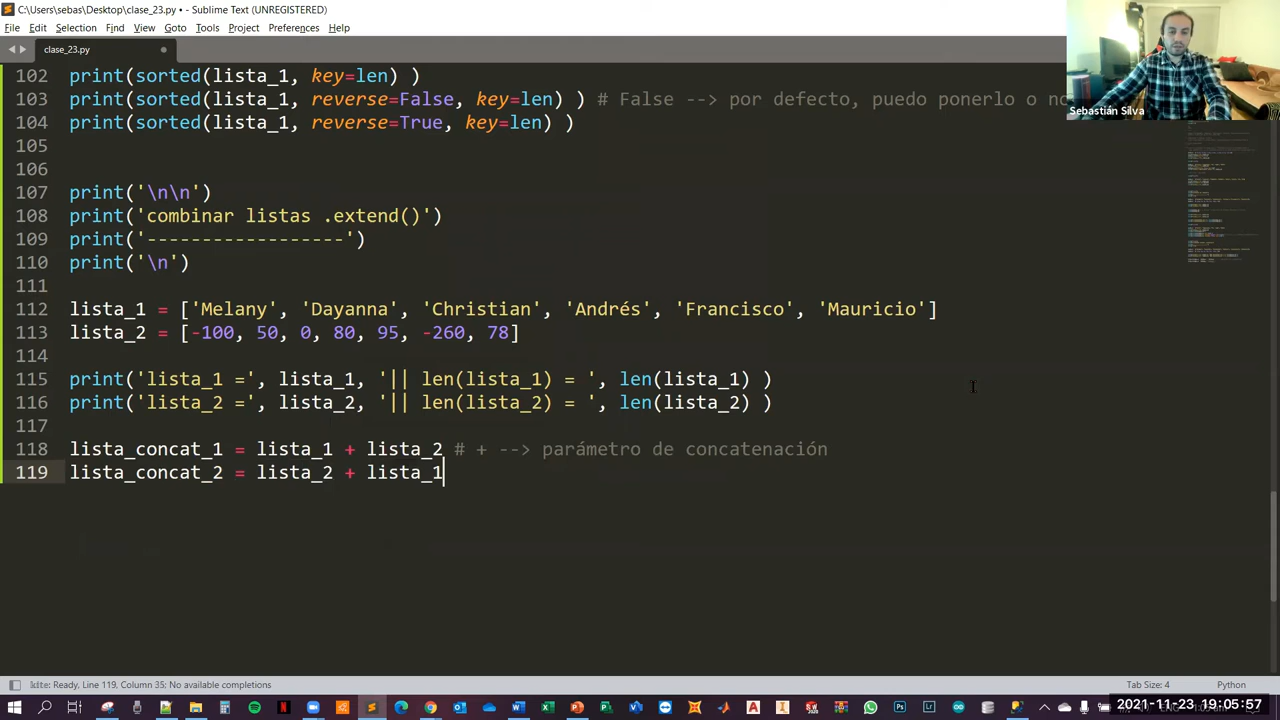 C:\Users\sebas\Desktop\clase_23.py • - Sublime Text (UNREGISTERED)
File Edit Selection Find View Goto Tools Project Preferences Help
clase_23.py
102 print(sorted(lista_1, key=len) )
103 print(sorted(lista_1, reverse=False, key=len) ) # False --> por defecto, puedo ponerlo o no
104 print(sorted(lista_1, reverse=True, key=len) )
105
106
107 print('\n\n')
108 print('combinar listas .extend()')
109 print('------------------')
110 print('\n')
111
112 lista_1 = ['Melany', 'Dayanna', 'Christian', 'Andrés', 'Francisco', 'Mauricio']
113 lista_2 = [-100, 50, 0, 80, 95, -260, 78]
114
115 print('lista_1 =', lista_1, '|| len(lista_1) = ', len(lista_1) )
116 print('lista_2 =', lista_2, '|| len(lista_2) = ', len(lista_2) )
117
118 lista_concat_1 = lista_1 + lista_2 # + --> parámetro de concatenación
119 lista_concat_2 = lista_2 + lista_1
Sebastián Silva
Ready, Line 119, Column 35; No available completions
Tab Size: 4
Python
2021-11-23 19:05:57